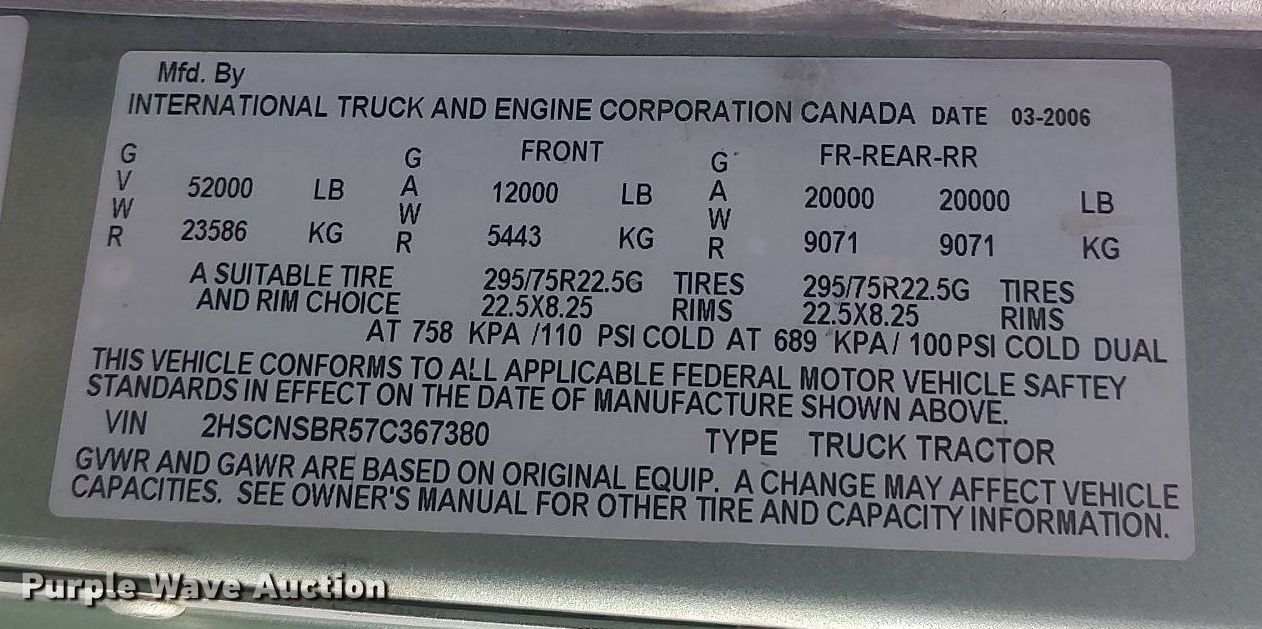 Mfd. By
INTERNATIONAL TRUCK AND ENGINE CORPORATION CANADA DATE 03-2006
GVWR 52000 LB GAWR FRONT 12000 LB GAWR FR-REAR-RR 20000 20000 LB
23586 KG 5443 KG 9071 9071 KG
A SUITABLE TIRE 295/75R22.5G TIRES 295/75R22.5G TIRES
AND RIM CHOICE 22.5X8.25 RIMS 22.5X8.25 RIMS
AT 758 KPA /110 PSI COLD AT 689 KPA/ 100 PSI COLD DUAL
THIS VEHICLE CONFORMS TO ALL APPLICABLE FEDERAL MOTOR VEHICLE SAFTEY
STANDARDS IN EFFECT ON THE DATE OF MANUFACTURE SHOWN ABOVE.
VIN 2HSCNSBR57C367380 TYPE TRUCK TRACTOR
GVWR AND GAWR ARE BASED ON ORIGINAL EQUIP. A CHANGE MAY AFFECT VEHICLE
CAPACITIES. SEE OWNER'S MANUAL FOR OTHER TIRE AND CAPACITY INFORMATION.
Purple Wave Auction